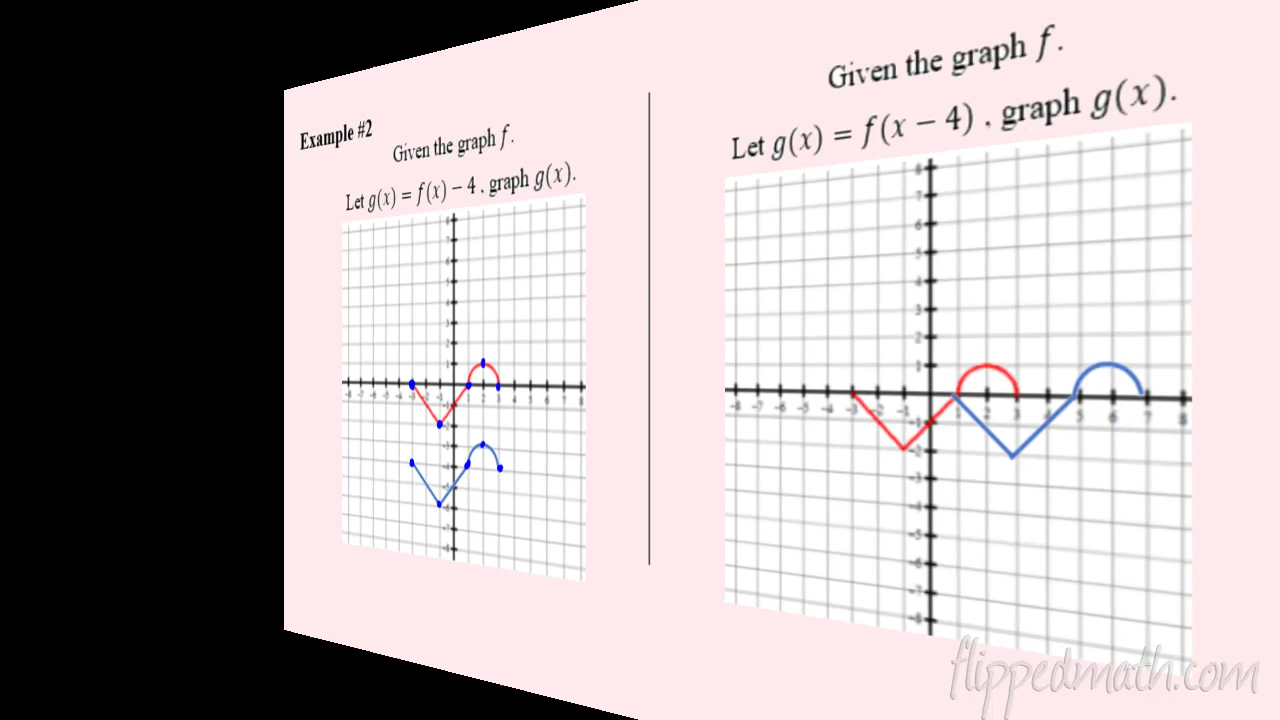 Example #2
Given the graph f.
Let g(x) = f(x) − 4 , graph g(x).
Given the graph f.
Let g(x) = f(x − 4) , graph g(x).
flippedmath.com